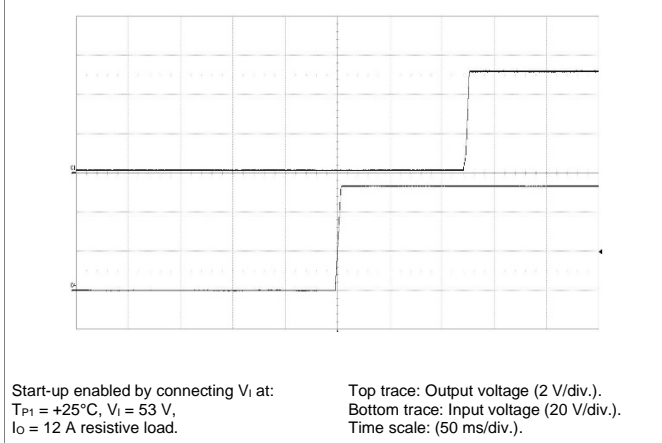 Start-up enabled by connecting VI at:
TP1 = +25°C, VI = 53 V,
IO = 12 A resistive load.
Top trace: Output voltage (2 V/div.).
Bottom trace: Input voltage (20 V/div.).
Time scale: (50 ms/div.).